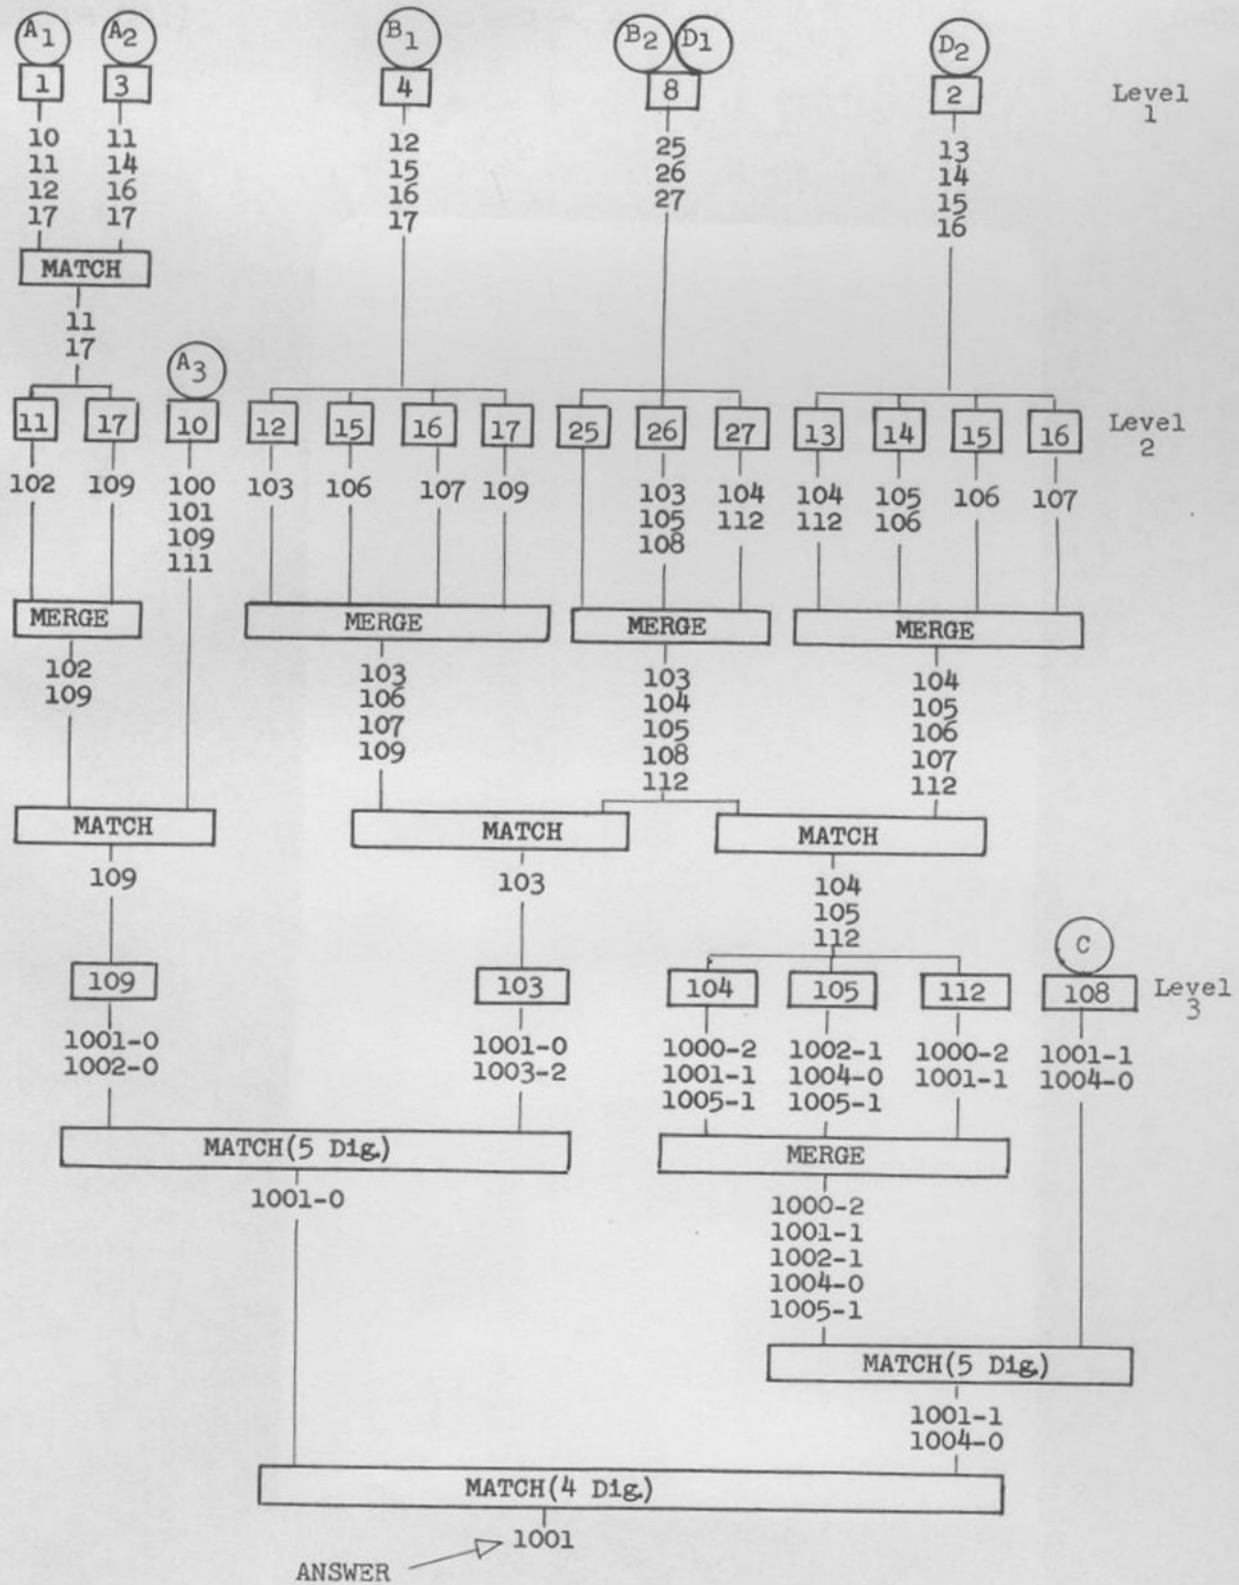 A1 A2 B1 B2 D1 D2
1 3 4 8 2 Level 1
10 11 12 25 13
11 14 15 26 14
12 16 16 27 15
17 17 17 16
MATCH
11
17
A3
11 17 10 12 15 16 17 25 26 27 13 14 15 16 Level 2
102 109 100 103 106 107 109 103 104 104 105 106 107
101 105 112 112 106
109 108
111
MERGE MERGE MERGE MERGE
102 103 103 104
109 106 104 105
107 105 106
109 108 107
112 112
MATCH MATCH MATCH
109 103 104
105
112
C
109 103 104 105 112 108 Level 3
1001-0 1001-0 1000-2 1002-1 1000-2 1001-1
1002-0 1003-2 1001-1 1004-0 1001-1 1004-0
1005-1 1005-1
MATCH(5 Dig.) MERGE
1001-0 1000-2
1001-1
1002-1
1004-0
1005-1
MATCH(5 Dig.)
1001-1
1004-0
MATCH(4 Dig.)
1001
ANSWER